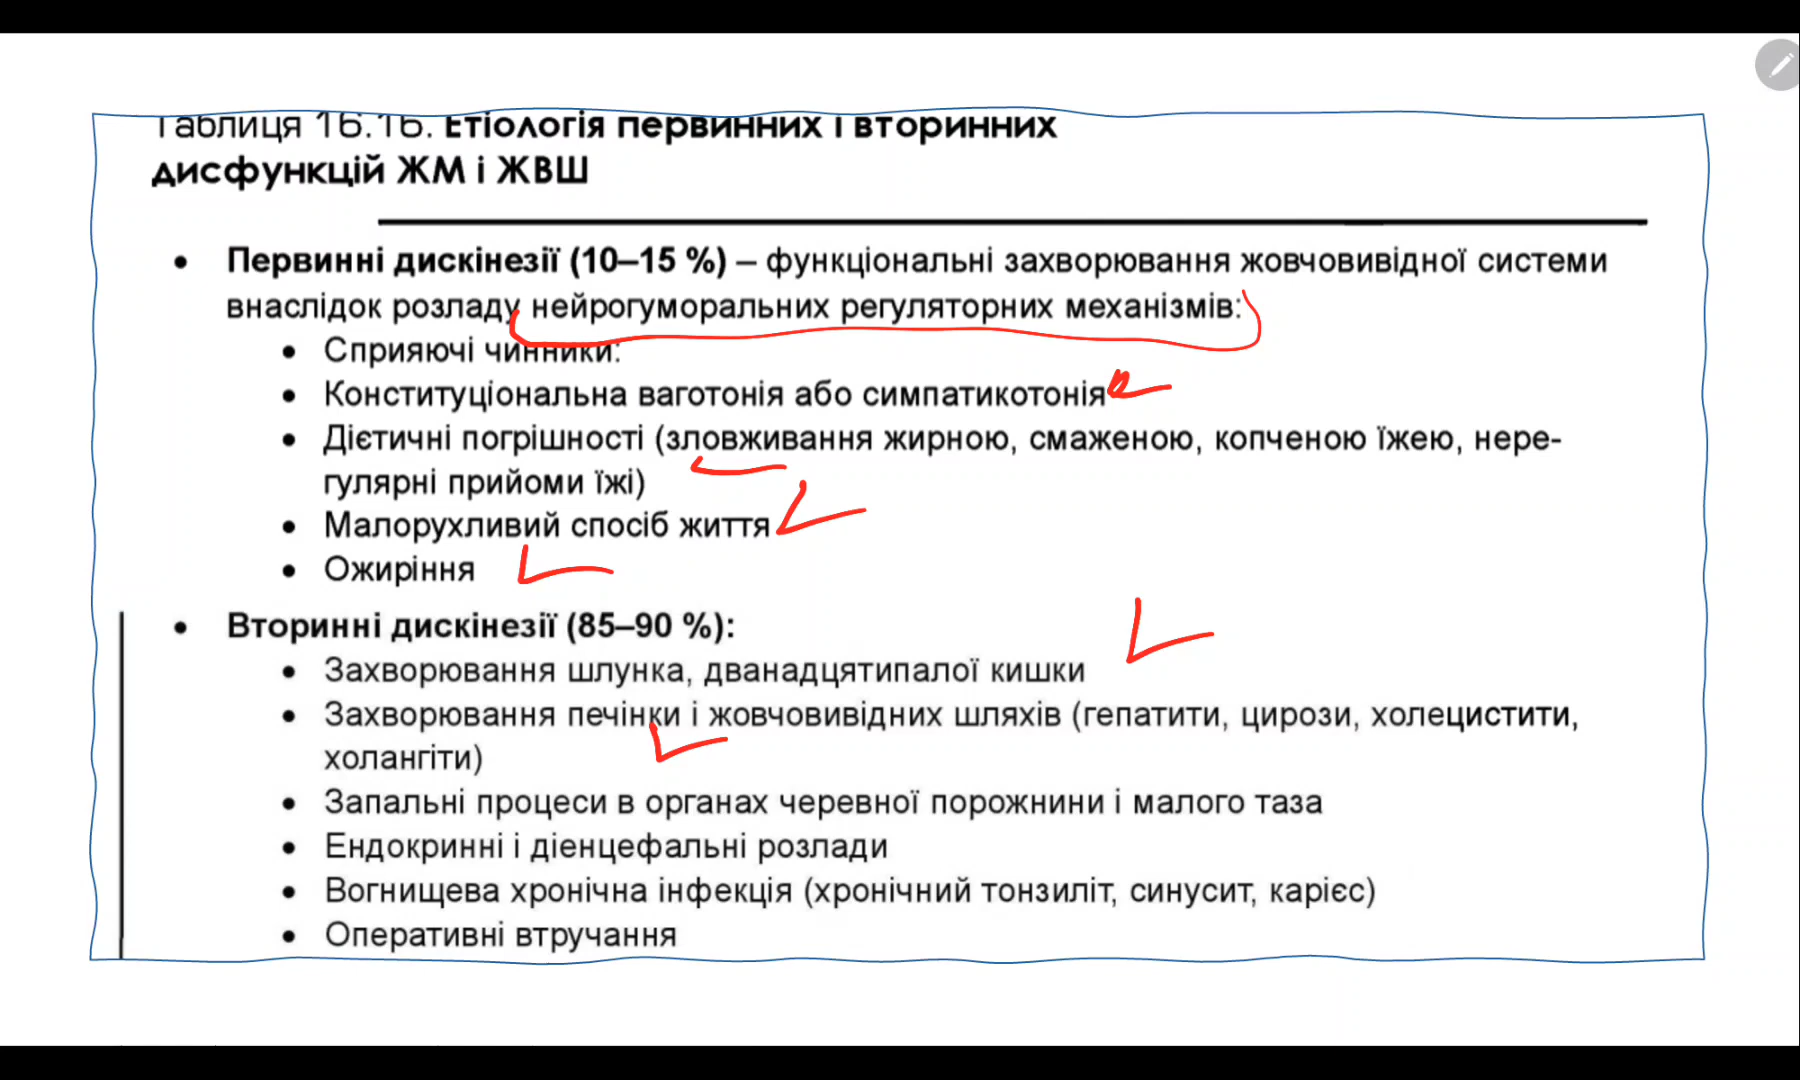 Таблиця 16.16. Етіологія первинних і вторинних
дисфункцій ЖМ і ЖВШ
• Первинні дискінезії (10–15 %) – функціональні захворювання жовчовивідної системи
внаслідок розладу нейрогуморальних регуляторних механізмів:
• Сприяючі чинники:
• Конституціональна ваготонія або симпатикотонія
• Дієтичні погрішності (зловживання жирною, смаженою, копченою їжею, нере-
гулярні прийоми їжі)
• Малорухливий спосіб життя
• Ожиріння
• Вторинні дискінезії (85–90 %):
• Захворювання шлунка, дванадцятипалої кишки
• Захворювання печінки і жовчовивідних шляхів (гепатити, цирози, холецистити,
холангіти)
• Запальні процеси в органах черевної порожнини і малого таза
• Ендокринні і діенцефальні розлади
• Вогнищева хронічна інфекція (хронічний тонзиліт, синусит, карієс)
• Оперативні втручання